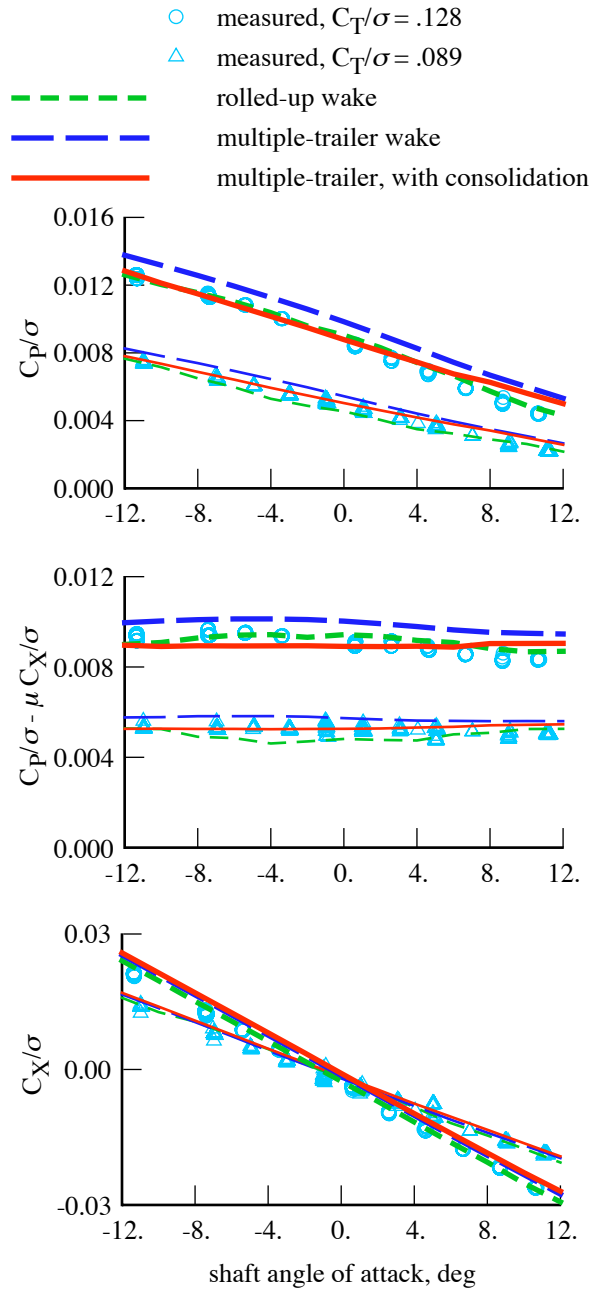 measured, C_T/σ = .128
measured, C_T/σ = .089
rolled-up wake
multiple-trailer wake
multiple-trailer, with consolidation
0.016
0.012
0.008
0.004
0.000
C_P/σ
-12. -8. -4. 0. 4. 8. 12.
0.012
0.008
0.004
0.000
C_P/σ - μ C_X/σ
-12. -8. -4. 0. 4. 8. 12.
0.03
0.00
-0.03
C_X/σ
-12. -8. -4. 0. 4. 8. 12.
shaft angle of attack, deg